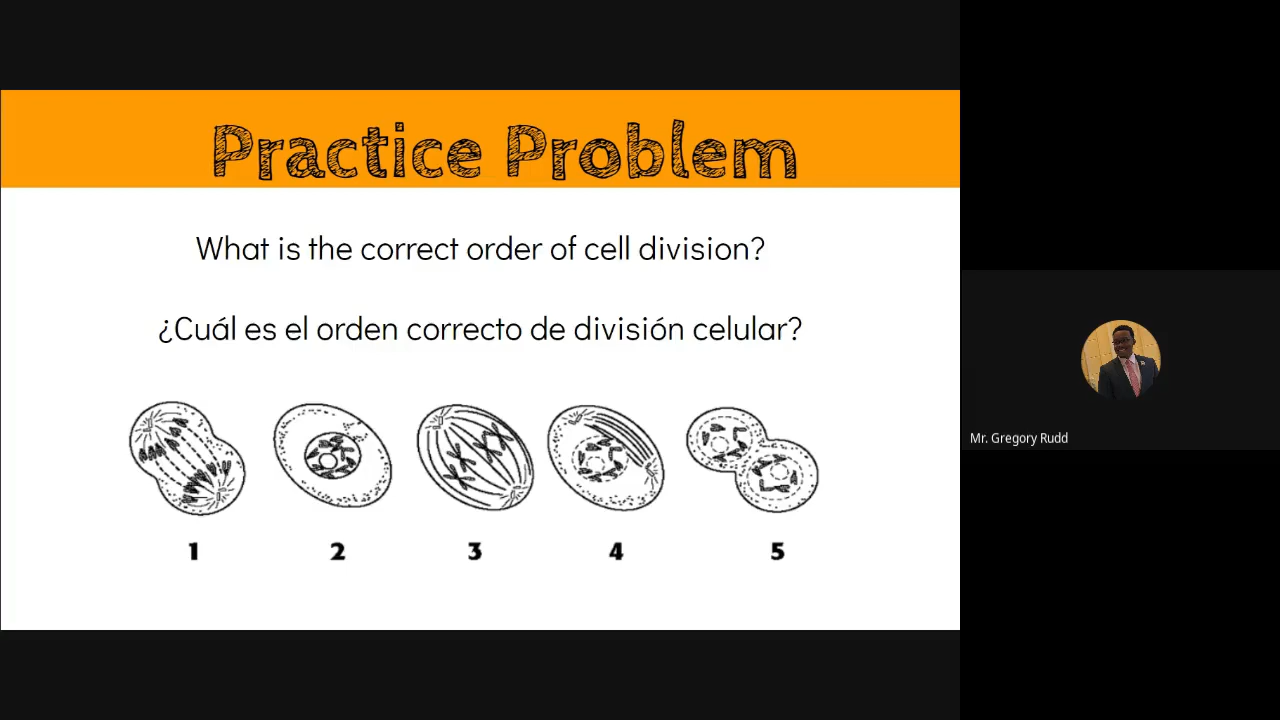 Practice Problem
What is the correct order of cell division?
¿Cuál es el orden correcto de división celular?
1 2 3 4 5
Mr. Gregory Rudd